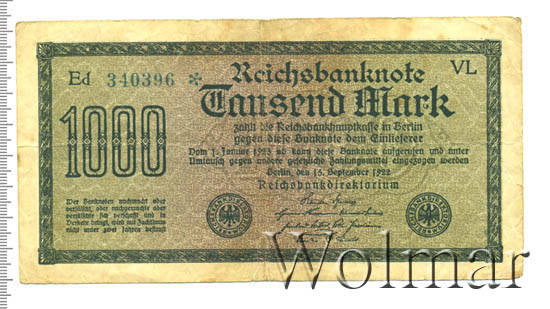 Ed 340396 *
VL
Reichsbanknote
Tausend Mark
1000
zahlt die Reichsbankhauptkasse in Berlin
gegen diese Banknote dem Einlieferer
Vom 1. Januar 1923 ab kann diese Banknote aufgerufen und unter
Umtausch gegen andere gesetzliche Zahlungsmittel eingezogen werden
Berlin, den 15. September 1922
Reichsbankdirektorium
Wer Banknoten nachmacht oder
verfälscht, oder nachgemachte oder
verfälschte sich verschafft und in
Verkehr bringt, wird mit Zuchthaus
nicht unter zwei Jahren bestraft
Wolmar